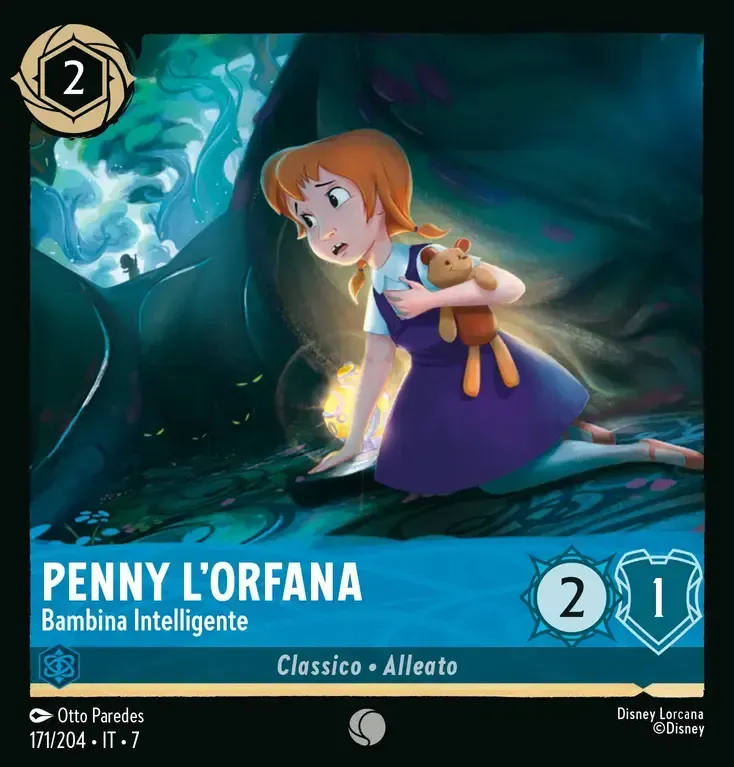 2
PENNY L'ORFANA
Bambina Intelligente
2
1
Classico • Alleato
Otto Paredes
171/204 • IT • 7
Disney Lorcana
©Disney